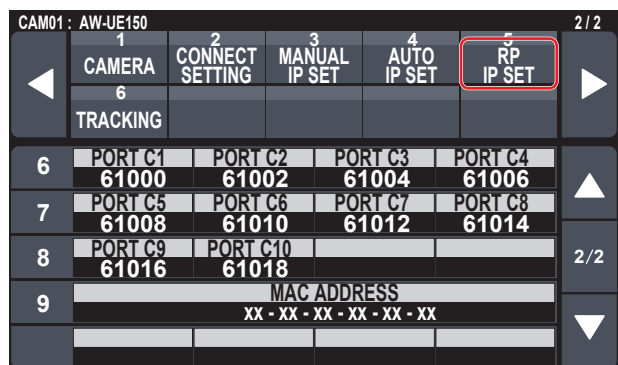 CAM01 : AW-UE150 2 / 2
1 2 3 4 5
CAMERA CONNECT SETTING MANUAL IP SET AUTO IP SET RP IP SET
6
TRACKING
6 PORT C1 PORT C2 PORT C3 PORT C4
61000 61002 61004 61006
7 PORT C5 PORT C6 PORT C7 PORT C8
61008 61010 61012 61014
8 PORT C9 PORT C10
61016 61018
2/2
9 MAC ADDRESS
xx - xx - xx - xx - xx - xx